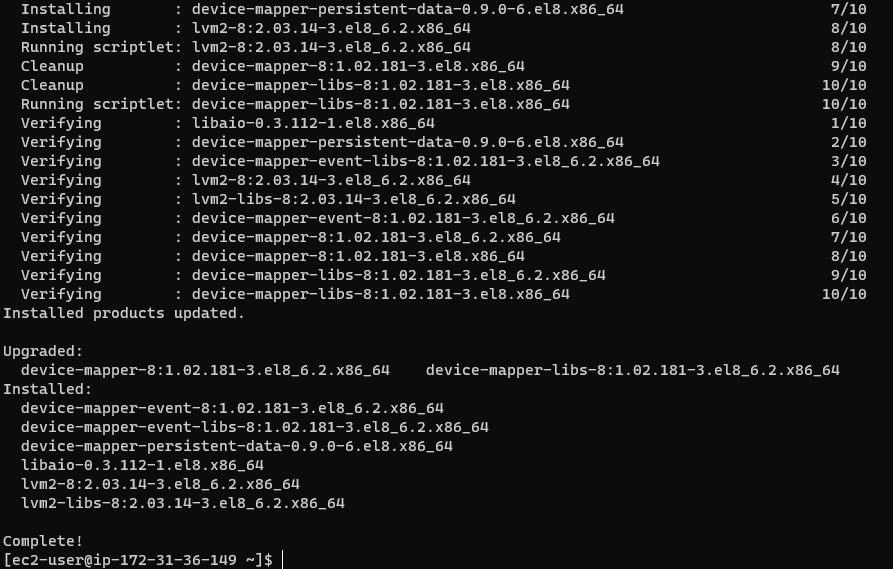 Installing       : device-mapper-persistent-data-0.9.0-6.el8.x86_64                       7/10
Installing       : lvm2-8:2.03.14-3.el8_6.2.x86_64                                        8/10
Running scriptlet: lvm2-8:2.03.14-3.el8_6.2.x86_64                                        8/10
Cleanup          : device-mapper-8:1.02.181-3.el8.x86_64                                  9/10
Cleanup          : device-mapper-libs-8:1.02.181-3.el8.x86_64                            10/10
Running scriptlet: device-mapper-libs-8:1.02.181-3.el8.x86_64                            10/10
Verifying        : libaio-0.3.112-1.el8.x86_64                                            1/10
Verifying        : device-mapper-persistent-data-0.9.0-6.el8.x86_64                       2/10
Verifying        : device-mapper-event-libs-8:1.02.181-3.el8_6.2.x86_64                   3/10
Verifying        : lvm2-8:2.03.14-3.el8_6.2.x86_64                                        4/10
Verifying        : lvm2-libs-8:2.03.14-3.el8_6.2.x86_64                                   5/10
Verifying        : device-mapper-event-8:1.02.181-3.el8_6.2.x86_64                        6/10
Verifying        : device-mapper-8:1.02.181-3.el8_6.2.x86_64                              7/10
Verifying        : device-mapper-8:1.02.181-3.el8.x86_64                                  8/10
Verifying        : device-mapper-libs-8:1.02.181-3.el8_6.2.x86_64                         9/10
Verifying        : device-mapper-libs-8:1.02.181-3.el8.x86_64                            10/10
Installed products updated.
Upgraded:
device-mapper-8:1.02.181-3.el8_6.2.x86_64    device-mapper-libs-8:1.02.181-3.el8_6.2.x86_64
Installed:
device-mapper-event-8:1.02.181-3.el8_6.2.x86_64
device-mapper-event-libs-8:1.02.181-3.el8_6.2.x86_64
device-mapper-persistent-data-0.9.0-6.el8.x86_64
libaio-0.3.112-1.el8.x86_64
lvm2-8:2.03.14-3.el8_6.2.x86_64
lvm2-libs-8:2.03.14-3.el8_6.2.x86_64
Complete!
[ec2-user@ip-172-31-36-149 ~]$